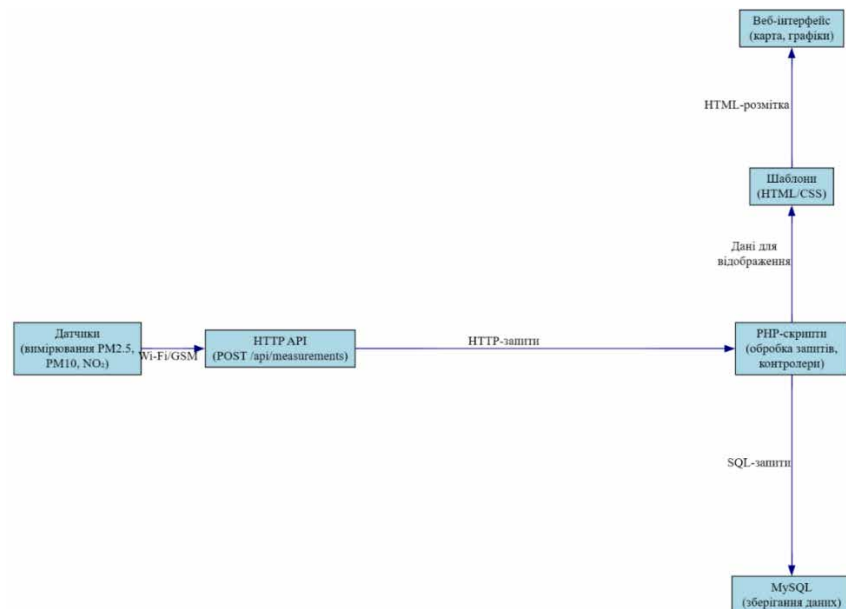 Веб-інтерфейс
(карта, графіки)
HTML-розмітка
Шаблони
(HTML/CSS)
Дані для
відображення
Датчики
(вимірювання PM2.5,
PM10, NO₂)
Wi-Fi/GSM
HTTP API
(POST /api/measurements)
HTTP-запити
PHP-скрипти
(обробка запитів,
контролери)
SQL-запити
MySQL
(зберігання даних)